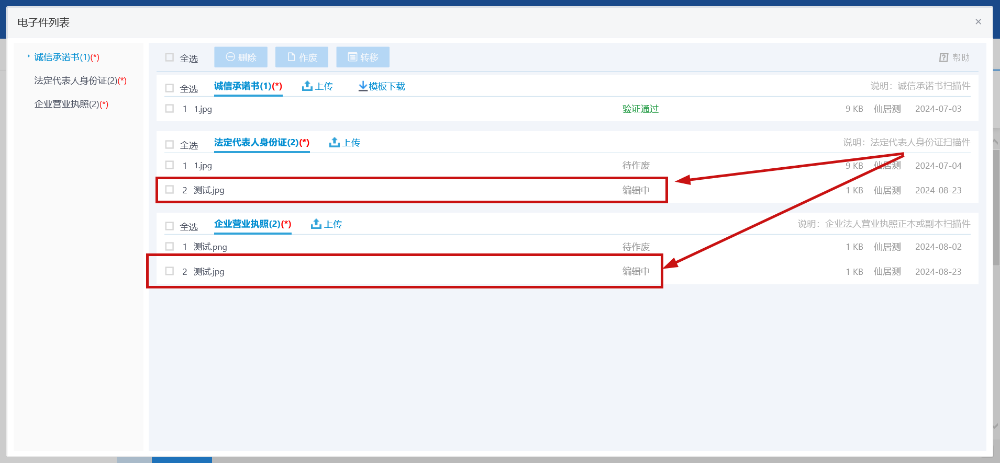 电子件列表
诚信承诺书(1)(*)
法定代表人身份证(2)(*)
企业营业执照(2)(*)
全选 删除 作废 转移 帮助
全选 诚信承诺书(1)(*) 上传 模板下载 说明：诚信承诺书扫描件
1 1.jpg 验证通过 9 KB 仙居测 2024-07-03
全选 法定代表人身份证(2)(*) 上传 说明：法定代表人身份证扫描件
1 1.jpg 待作废 9 KB 仙居测 2024-07-04
2 测试.jpg 编辑中 1 KB 仙居测 2024-08-23
全选 企业营业执照(2)(*) 上传 说明：企业法人营业执照正本或副本扫描件
1 测试.png 待作废 1 KB 仙居测 2024-08-02
2 测试.jpg 编辑中 1 KB 仙居测 2024-08-23